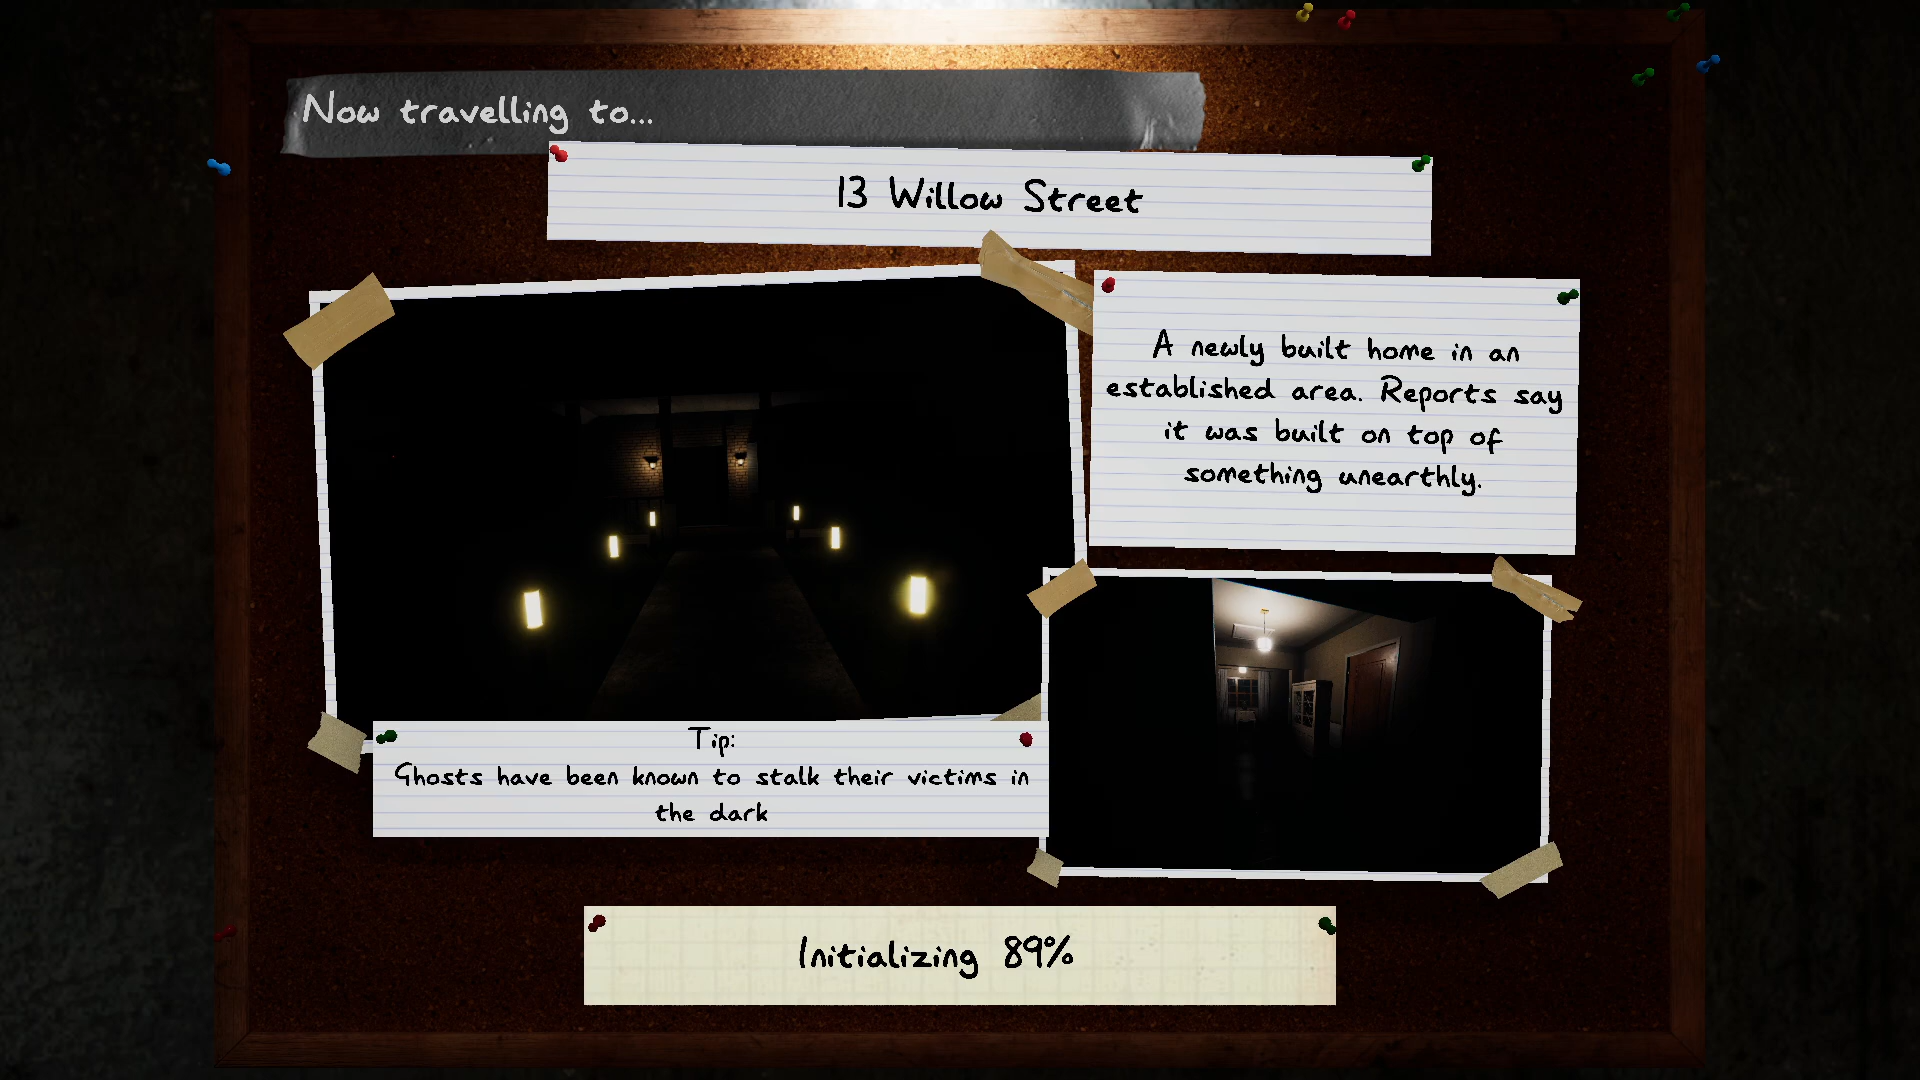 Now travelling to...
13 Willow Street
A newly built home in an
established area. Reports say
it was built on top of
something unearthly.
Tip:
Ghosts have been known to stalk their victims in
the dark
Initializing 89%